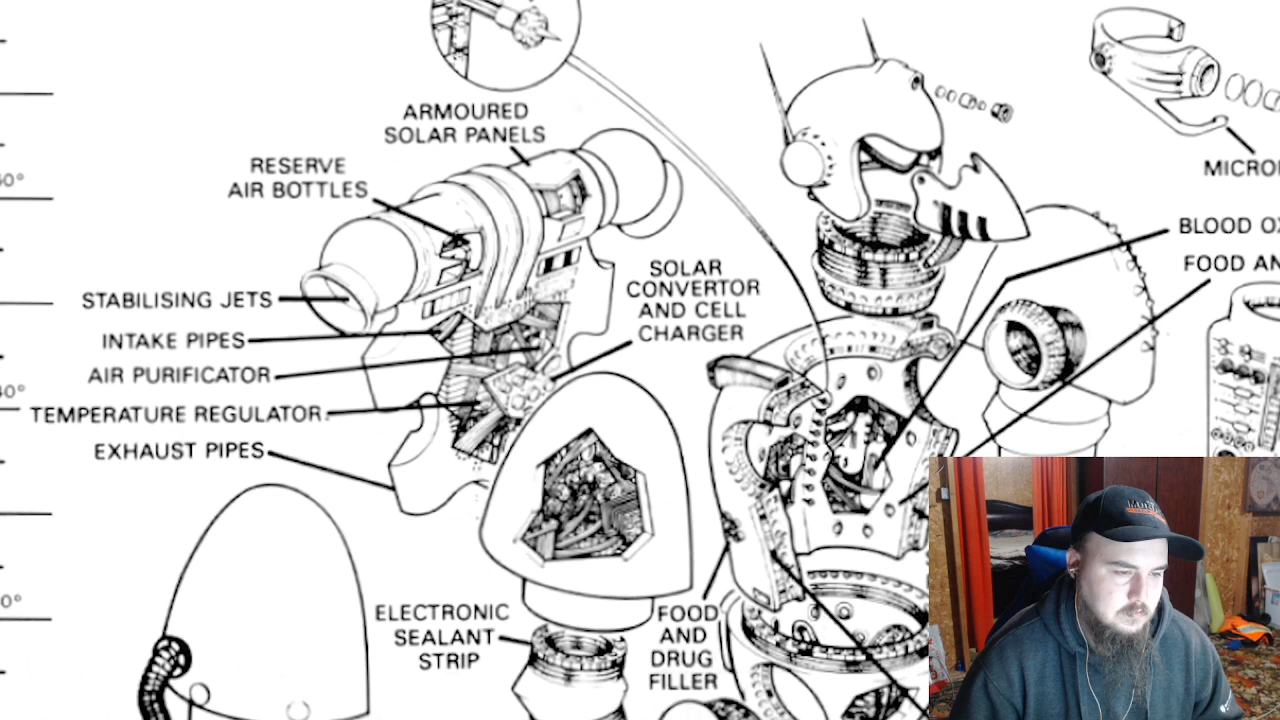 ARMOURED
SOLAR PANELS
RESERVE
AIR BOTTLES
MICRO
BLOOD
FOOD AN
SOLAR
CONVERTOR
AND CELL
CHARGER
STABILISING JETS
INTAKE PIPES
AIR PURIFICATOR
40°
TEMPERATURE REGULATOR
EXHAUST PIPES
ELECTRONIC
SEALANT
STRIP
FOOD
AND
DRUG
FILLER